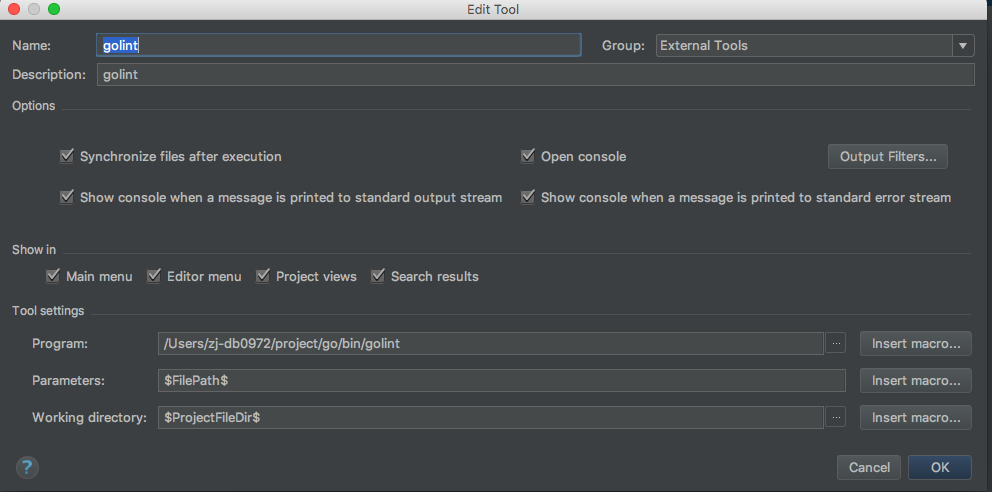 Edit Tool
Name: golint Group: External Tools
Description: golint
Options
Synchronize files after execution Open console Output Filters...
Show console when a message is printed to standard output stream Show console when a message is printed to standard error stream
Show in
Main menu Editor menu Project views Search results
Tool settings
Program: /Users/zj-db0972/project/go/bin/golint ... Insert macro...
Parameters: $FilePath$ Insert macro...
Working directory: $ProjectFileDir$ ... Insert macro...
? Cancel OK